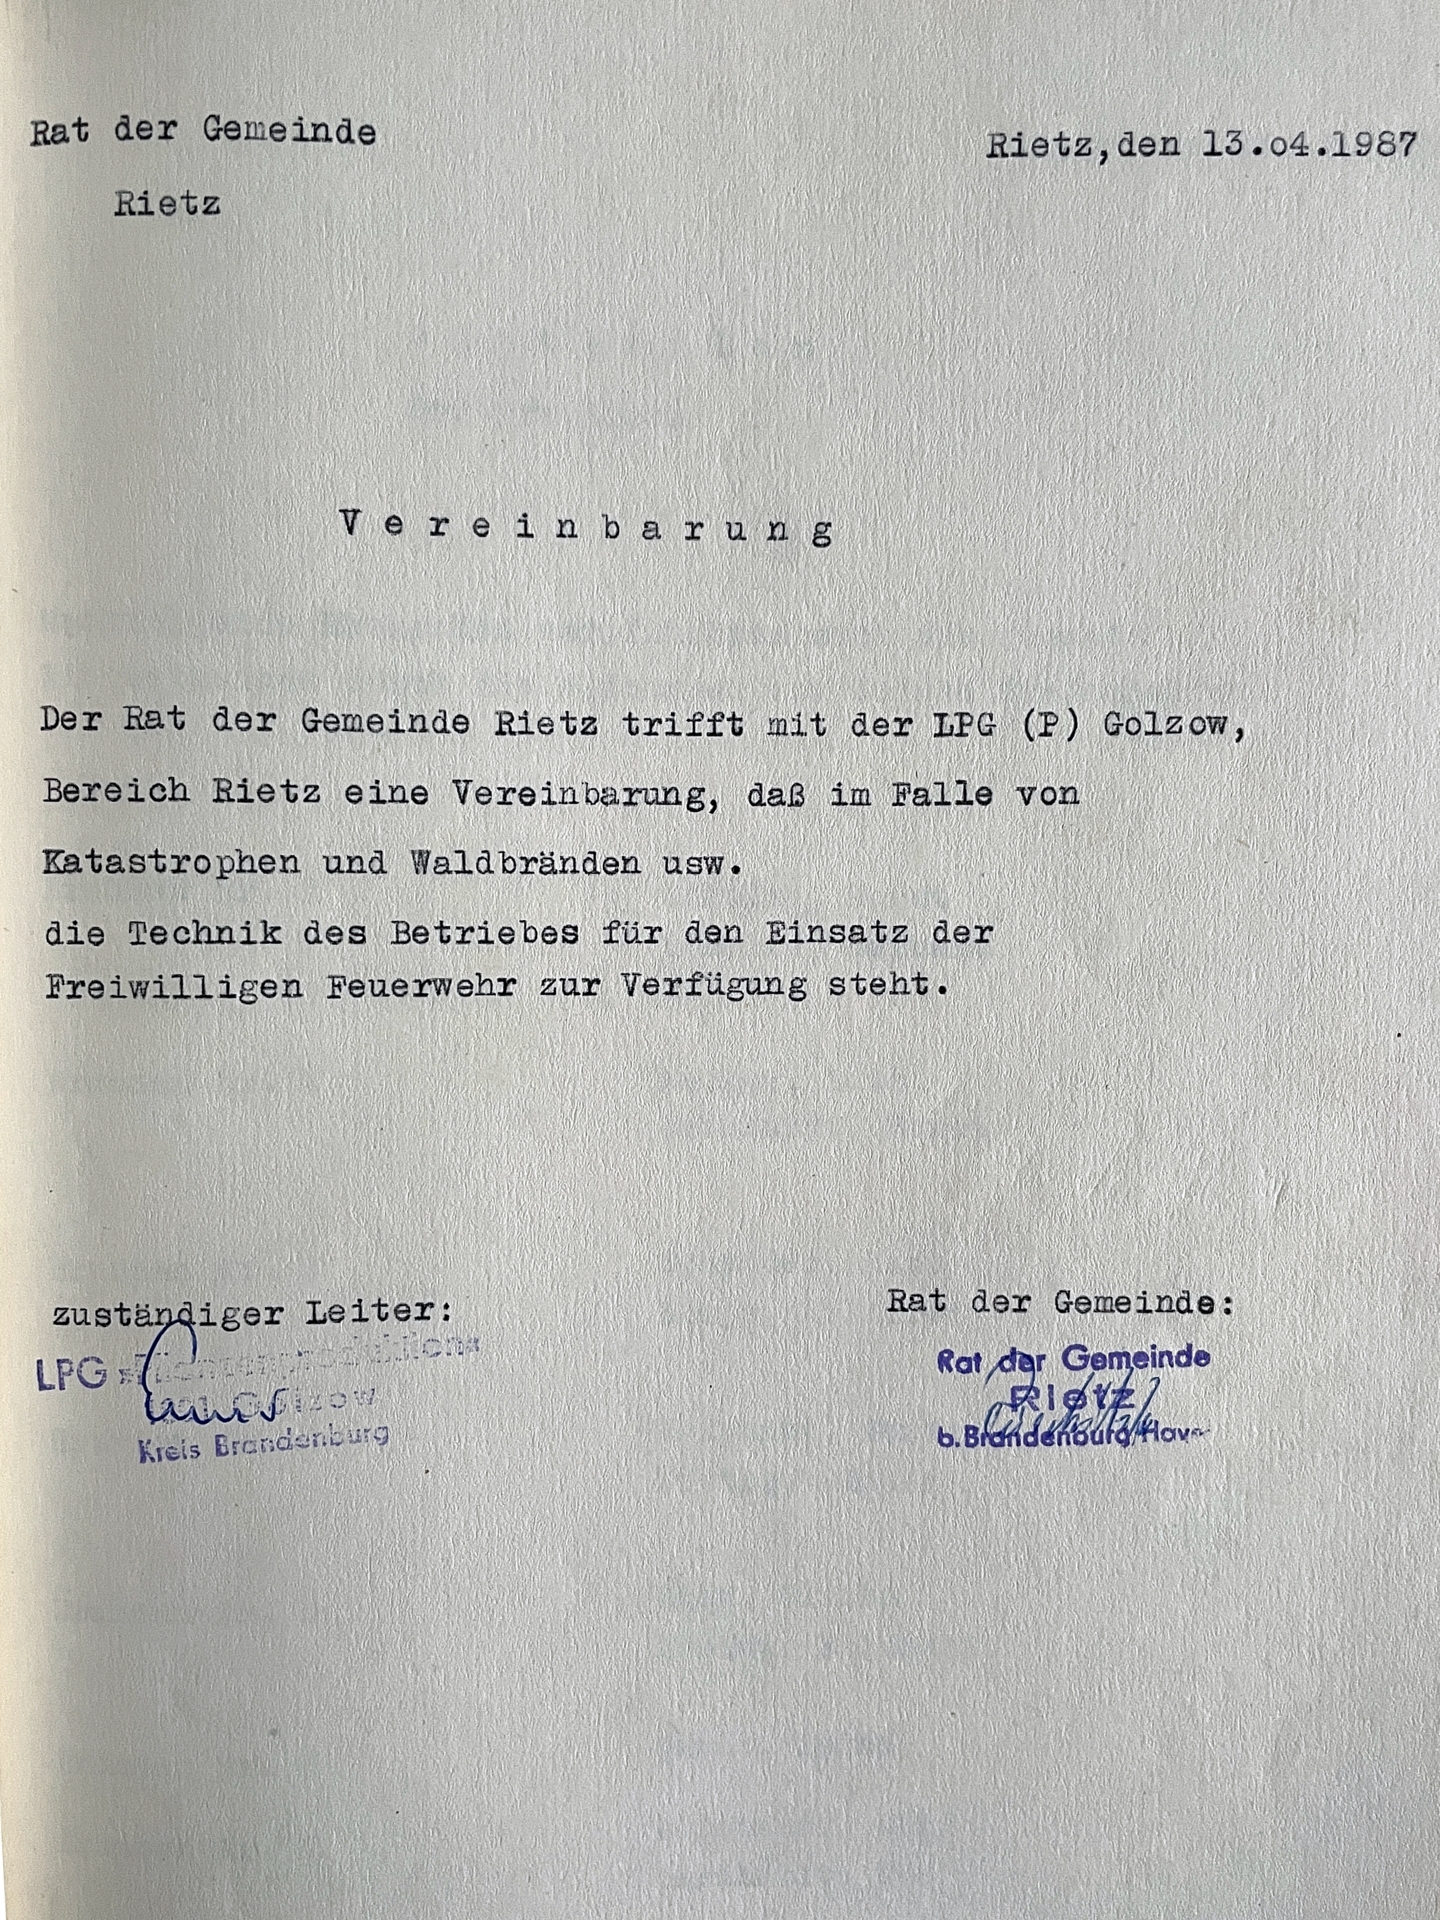 Rat der Gemeinde
Rietz
Rietz,den 13.o4.1987
V e r e i n b a r u n g
Der Rat der Gemeinde Rietz trifft mit der LPG (P) Golzow,
Bereich Rietz eine Vereinbarung, daß im Falle von
Katastrophen und Waldbränden usw.
die Technik des Betriebes für den Einsatz der
Freiwilligen Feuerwehr zur Verfügung steht.
zuständiger Leiter:
LPG »Pflanzenproduktion«
Golzow
Kreis Brandenburg
Rat der Gemeinde:
Rat der Gemeinde
Rietz
b.Brandenburg/Havel